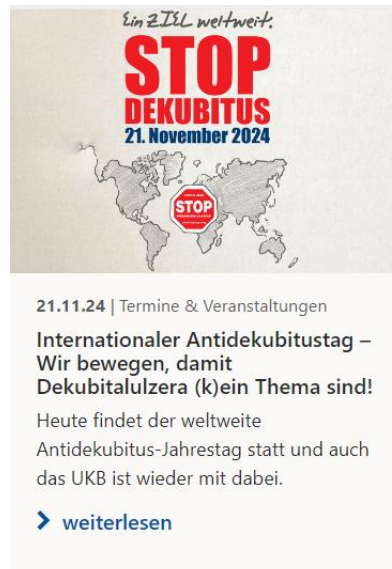 Ein ZIEL weltweit.
STOP
DEKUBITUS
21. November 2024
STOP
21.11.24 | Termine & Veranstaltungen
Internationaler Antidekubitustag –
Wir bewegen, damit
Dekubitalulzera (k)ein Thema sind!
Heute findet der weltweite
Antidekubitus-Jahrestag statt und auch
das UKB ist wieder mit dabei.
weiterlesen